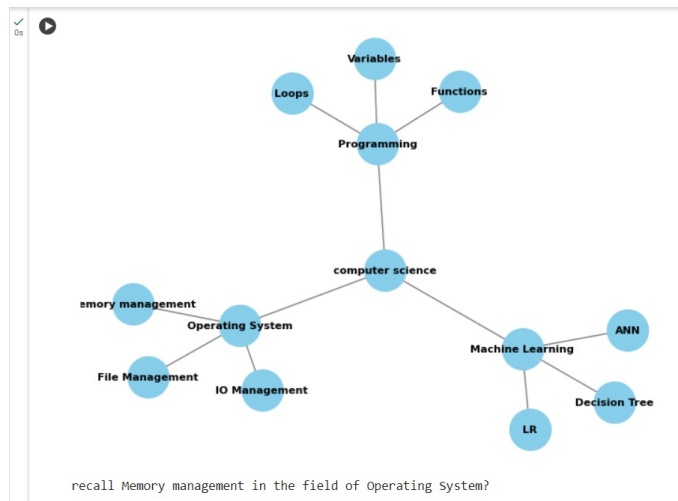 0s
Variables
Loops
Functions
Programming
computer science
emory management
Operating System
File Management
IO Management
ANN
Machine Learning
Decision Tree
LR
recall Memory management in the field of Operating System?